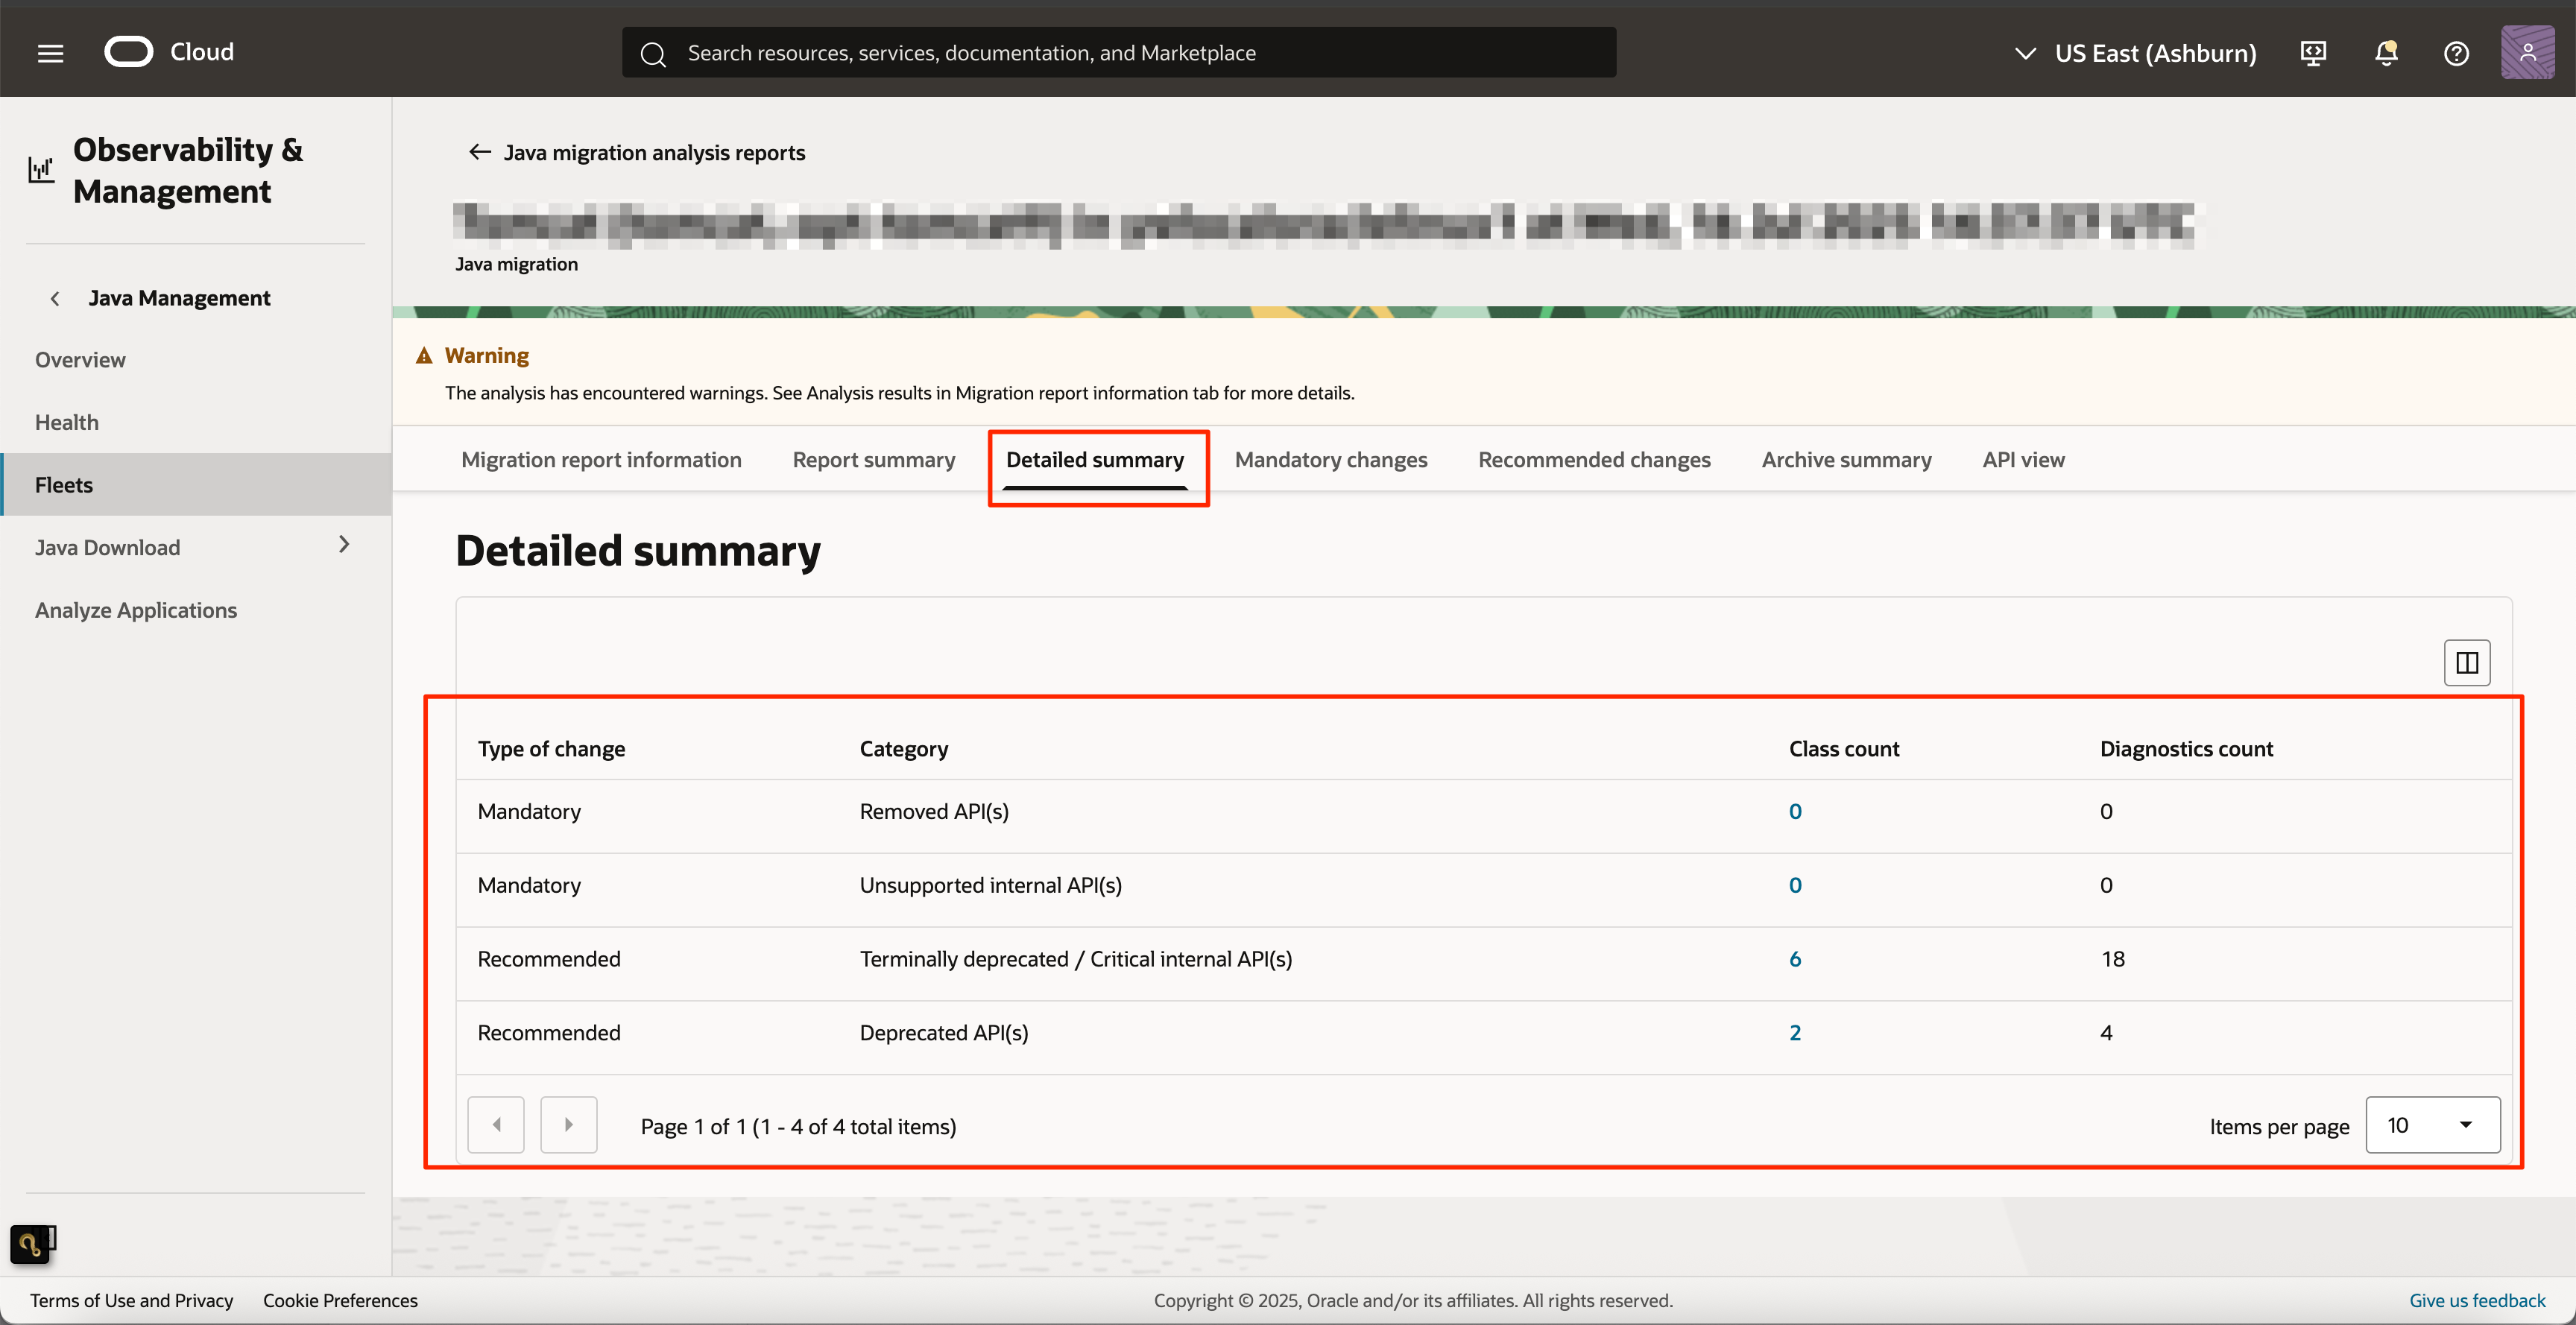 Cloud
Search resources, services, documentation, and Marketplace
US East (Ashburn)
Observability &
Management
Java Management
Overview
Health
Fleets
Java Download
Analyze Applications
Java migration analysis reports
Java migration
Warning
The analysis has encountered warnings. See Analysis results in Migration report information tab for more details.
Migration report information Report summary Detailed summary Mandatory changes Recommended changes Archive summary API view
Detailed summary
Type of change Category Class count Diagnostics count
Mandatory Removed API(s) 0 0
Mandatory Unsupported internal API(s) 0 0
Recommended Terminally deprecated / Critical internal API(s) 6 18
Recommended Deprecated API(s) 2 4
Page 1 of 1 (1 - 4 of 4 total items) Items per page 10
Terms of Use and Privacy Cookie Preferences Copyright © 2025, Oracle and/or its affiliates. All rights reserved. Give us feedback